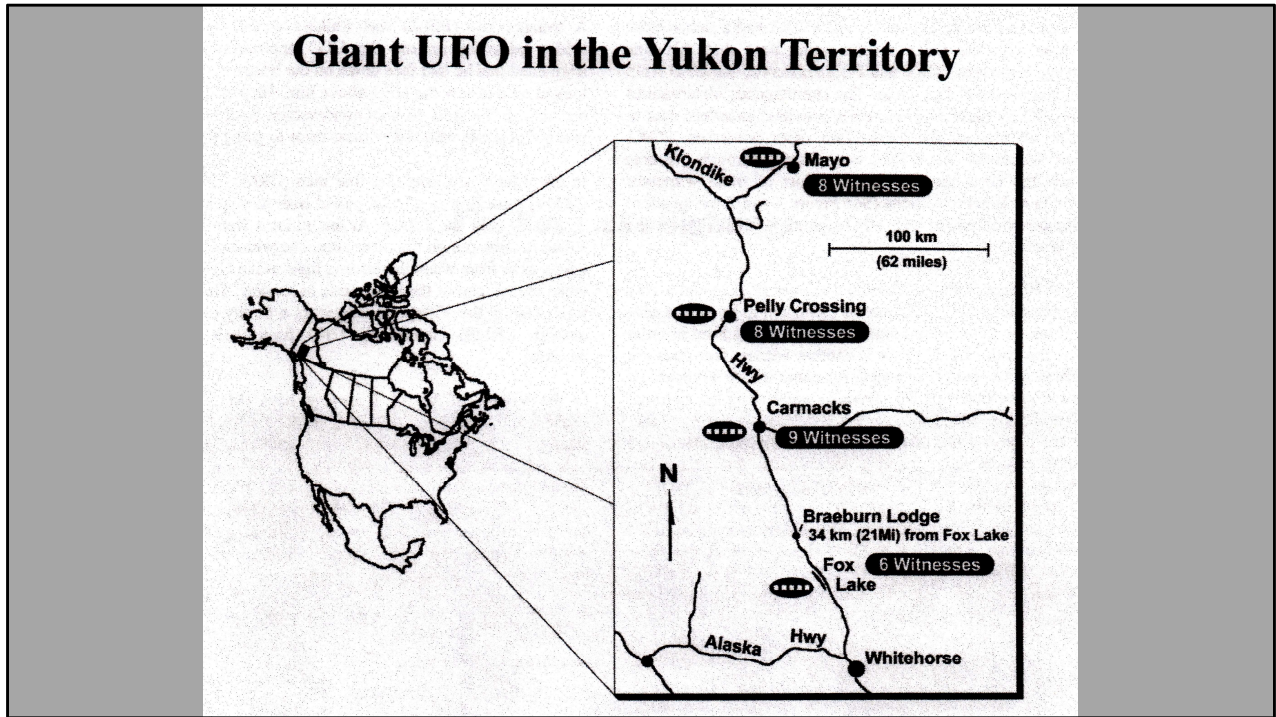 Giant UFO in the Yukon Territory
Klondike
Mayo
8 Witnesses
100 km
(62 miles)
Pelly Crossing
8 Witnesses
Hwy
Carmacks
9 Witnesses
N
Braeburn Lodge
34 km (21Mi) from Fox Lake
Fox
6 Witnesses
Lake
Alaska
Hwy
Whitehorse